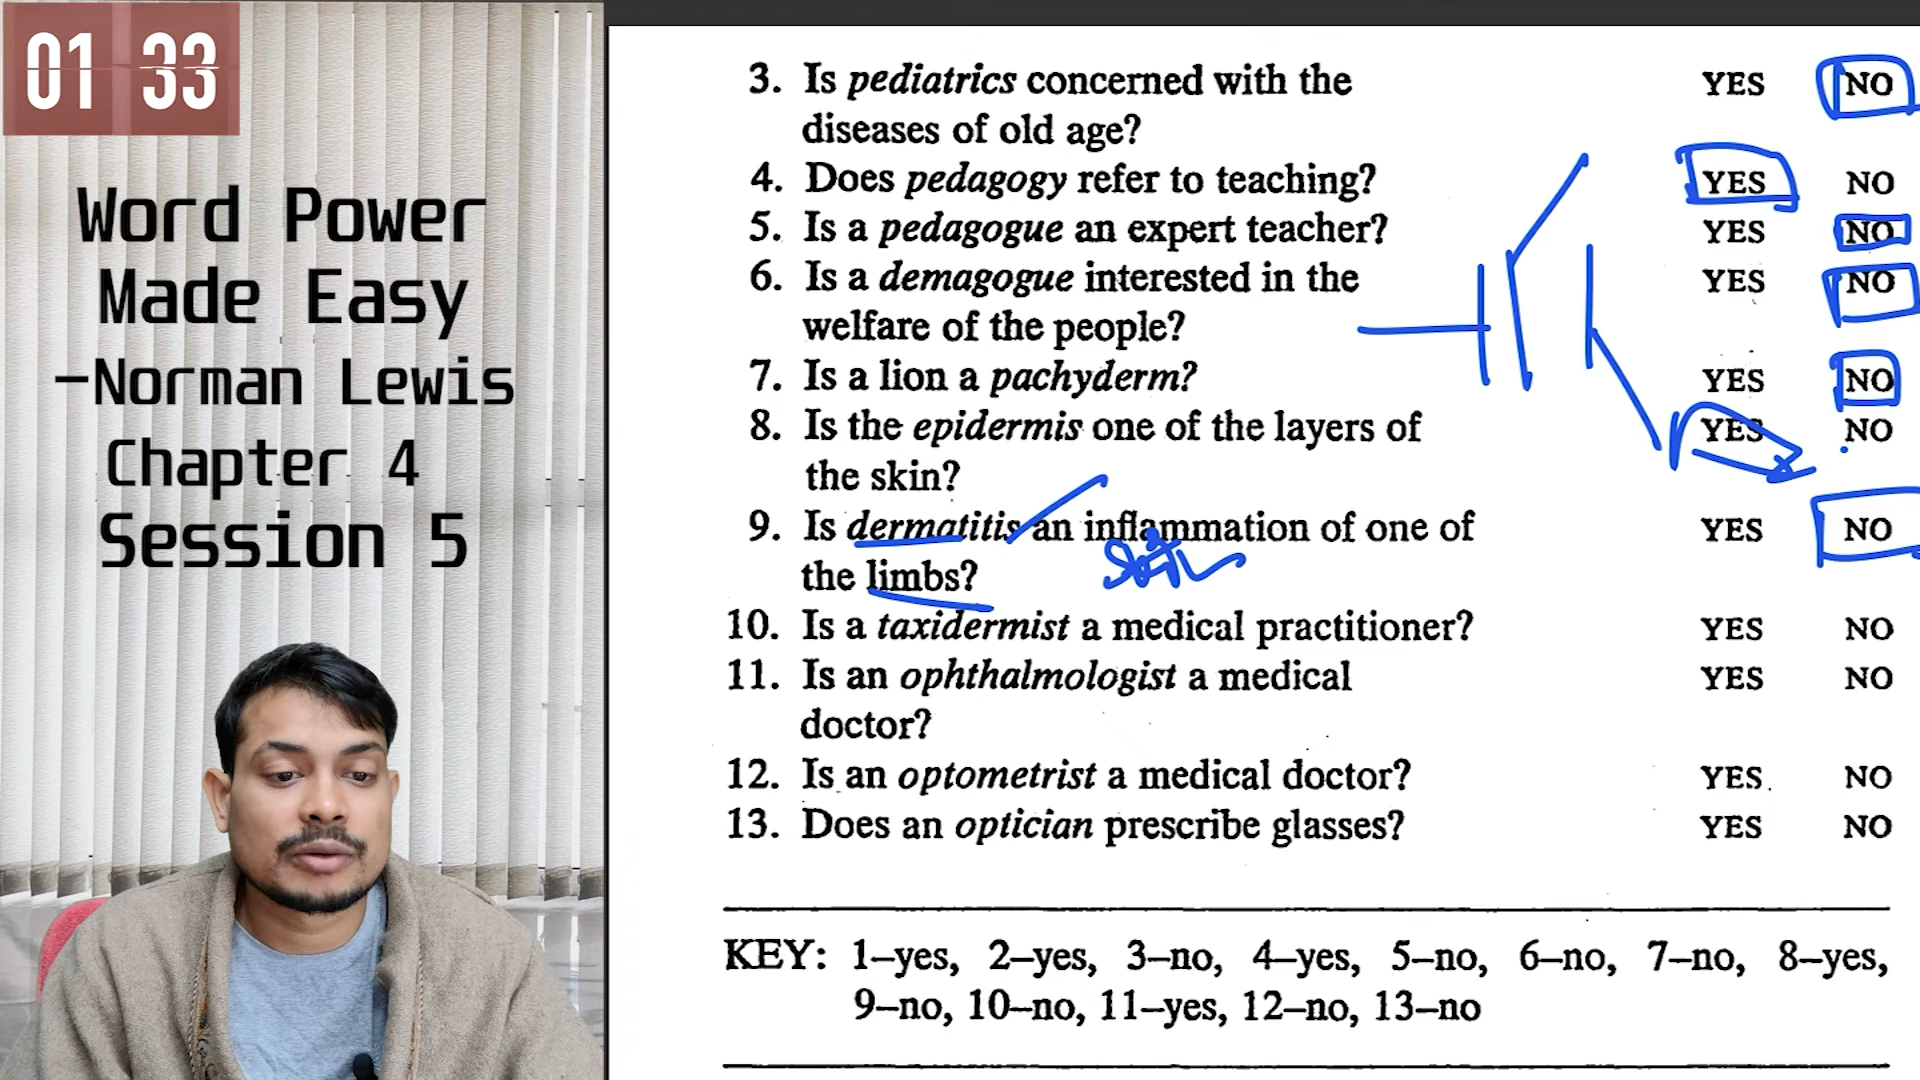 01 33
Word Power
Made Easy
-Norman Lewis
Chapter 4
Session 5
3. Is pediatrics concerned with the YES NO
diseases of old age?
4. Does pedagogy refer to teaching? YES NO
5. Is a pedagogue an expert teacher? YES NO
6. Is a demagogue interested in the YES NO
welfare of the people?
7. Is a lion a pachyderm? YES NO
8. Is the epidermis one of the layers of YES NO
the skin?
9. Is dermatitis an inflammation of one of YES NO
the limbs?
10. Is a taxidermist a medical practitioner? YES NO
11. Is an ophthalmologist a medical YES NO
doctor?
12. Is an optometrist a medical doctor? YES NO
13. Does an optician prescribe glasses? YES NO
KEY: 1–yes, 2–yes, 3–no, 4–yes, 5–no, 6–no, 7–no, 8–yes,
9–no, 10–no, 11–yes, 12–no, 13–no